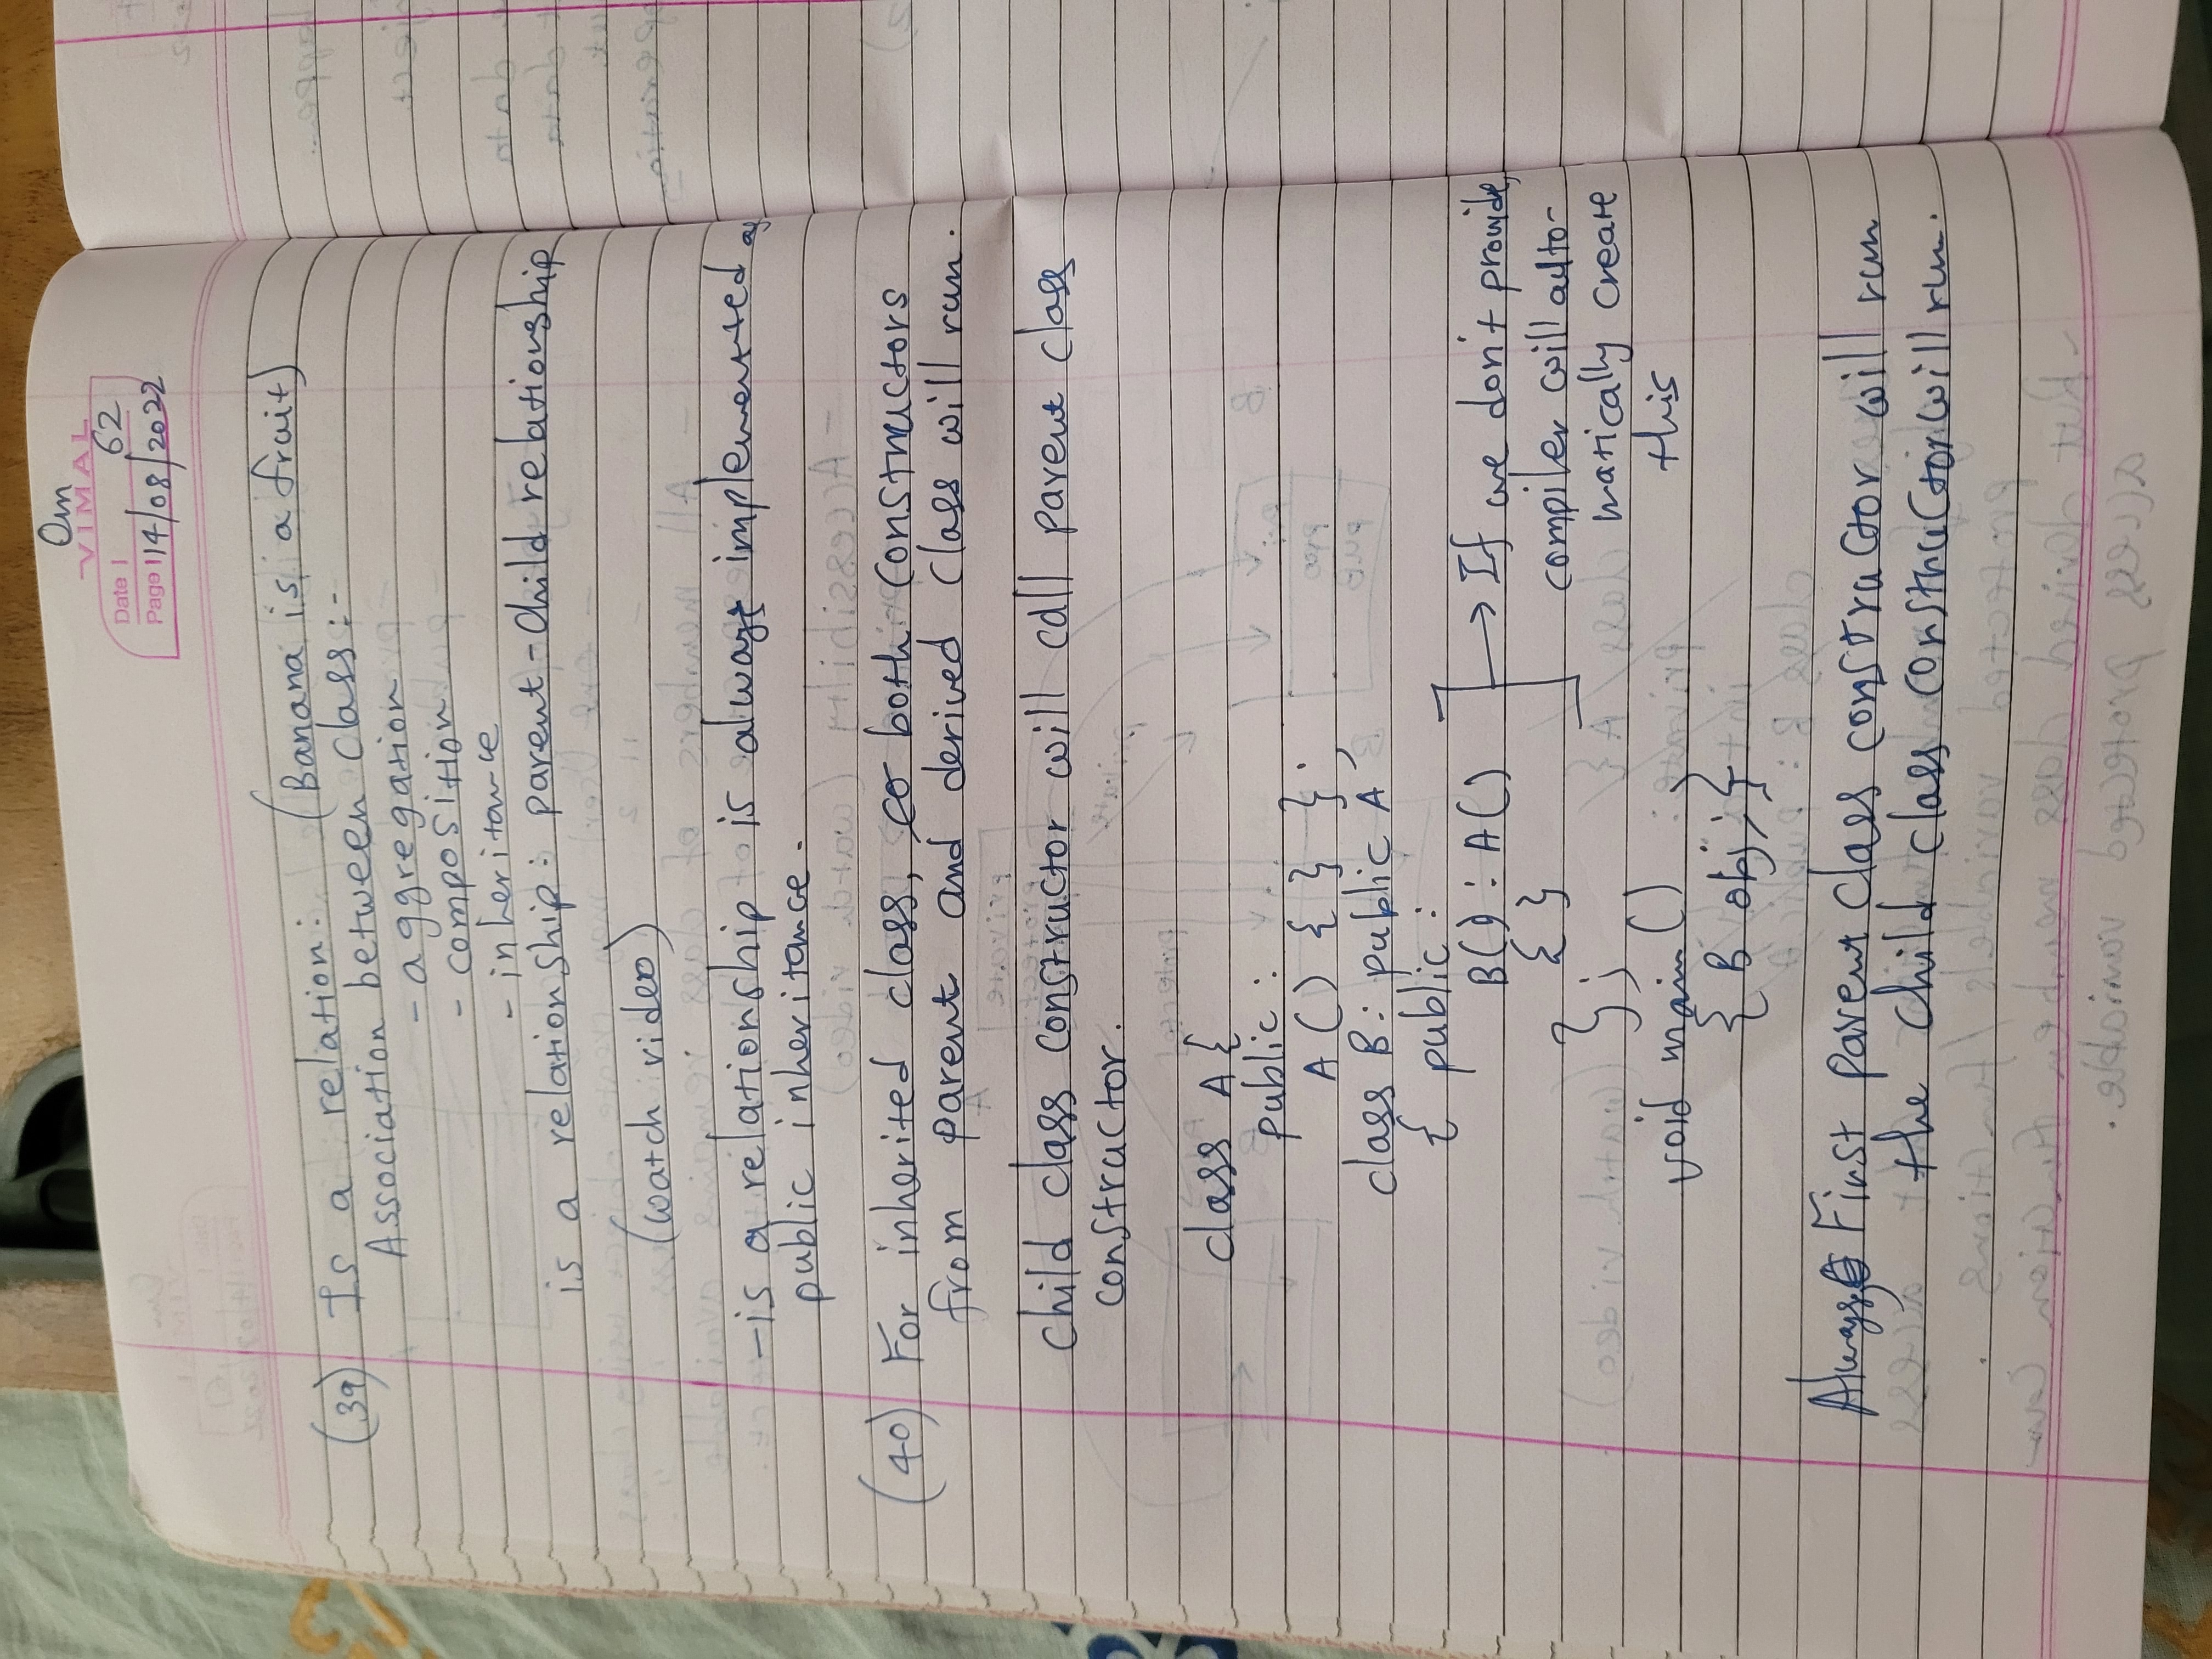 Om
VIMAL
Date 62
Page 14/08/2022
(39) Is a relation: (Banana is a fruit)
Association between class:-
- aggregation
- composition
- inheritance
is a relationship: parent-child relationship
(watch video)
-is a relationship is always implemented as
public inheritance.
(40) For inherited class, both constructors
from parent and derived class will run.
child class constructor will call parent class
constructor.
class A{
public:
A() { } };
class B: public A
{ public:
B(): A() → If we don't provide,
{ } compiler will auto-
}; matically create
void main() this
{ B obj; }
Always First parent class constructor will run
the child class constructor will run.